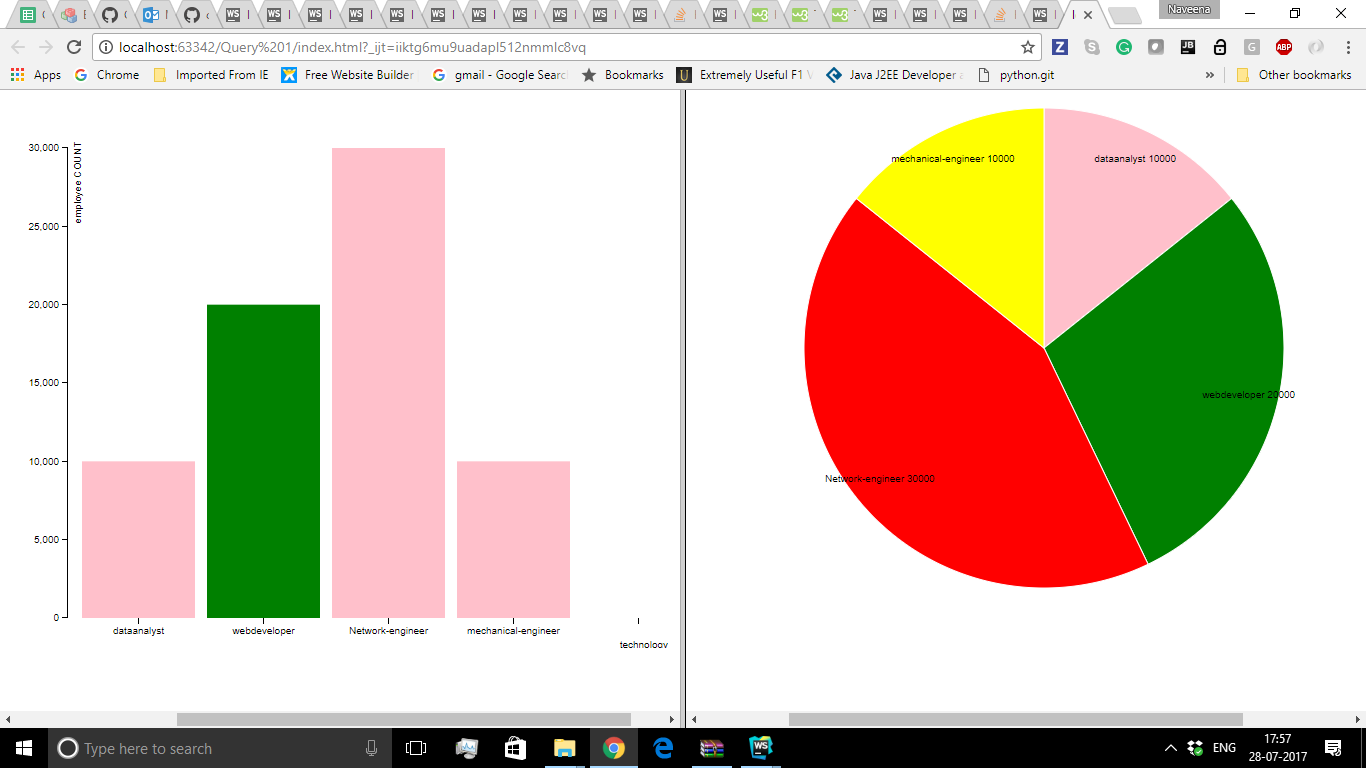 Naveena
localhost:63342/Query%201/index.html?_ijt=iiktg6mu9uadapl512nmmlc8vq
Apps Chrome Imported From IE Free Website Builder gmail - Google Searc Bookmarks Extremely Useful F1 Java J2EE Developer python.git » Other bookmarks
employee COUNT
30,000
25,000
20,000
15,000
10,000
5,000
0
dataanalyst webdeveloper Network-engineer mechanical-engineer
technology
mechanical-engineer 10000 dataanalyst 10000
webdeveloper 20000
Network-engineer 30000
Type here to search
ENG
17:57
28-07-2017